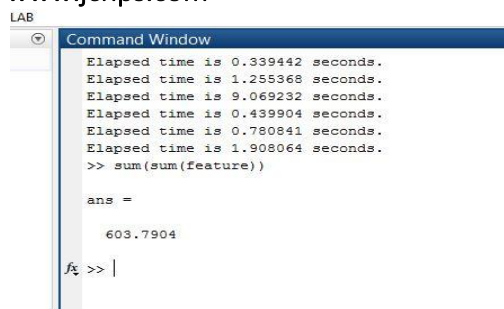 LAB
Command Window
Elapsed time is 0.339442 seconds.
Elapsed time is 1.255368 seconds.
Elapsed time is 9.069232 seconds.
Elapsed time is 0.439904 seconds.
Elapsed time is 0.780841 seconds.
Elapsed time is 1.908064 seconds.
>> sum(sum(feature))
ans =
603.7904
fx >>